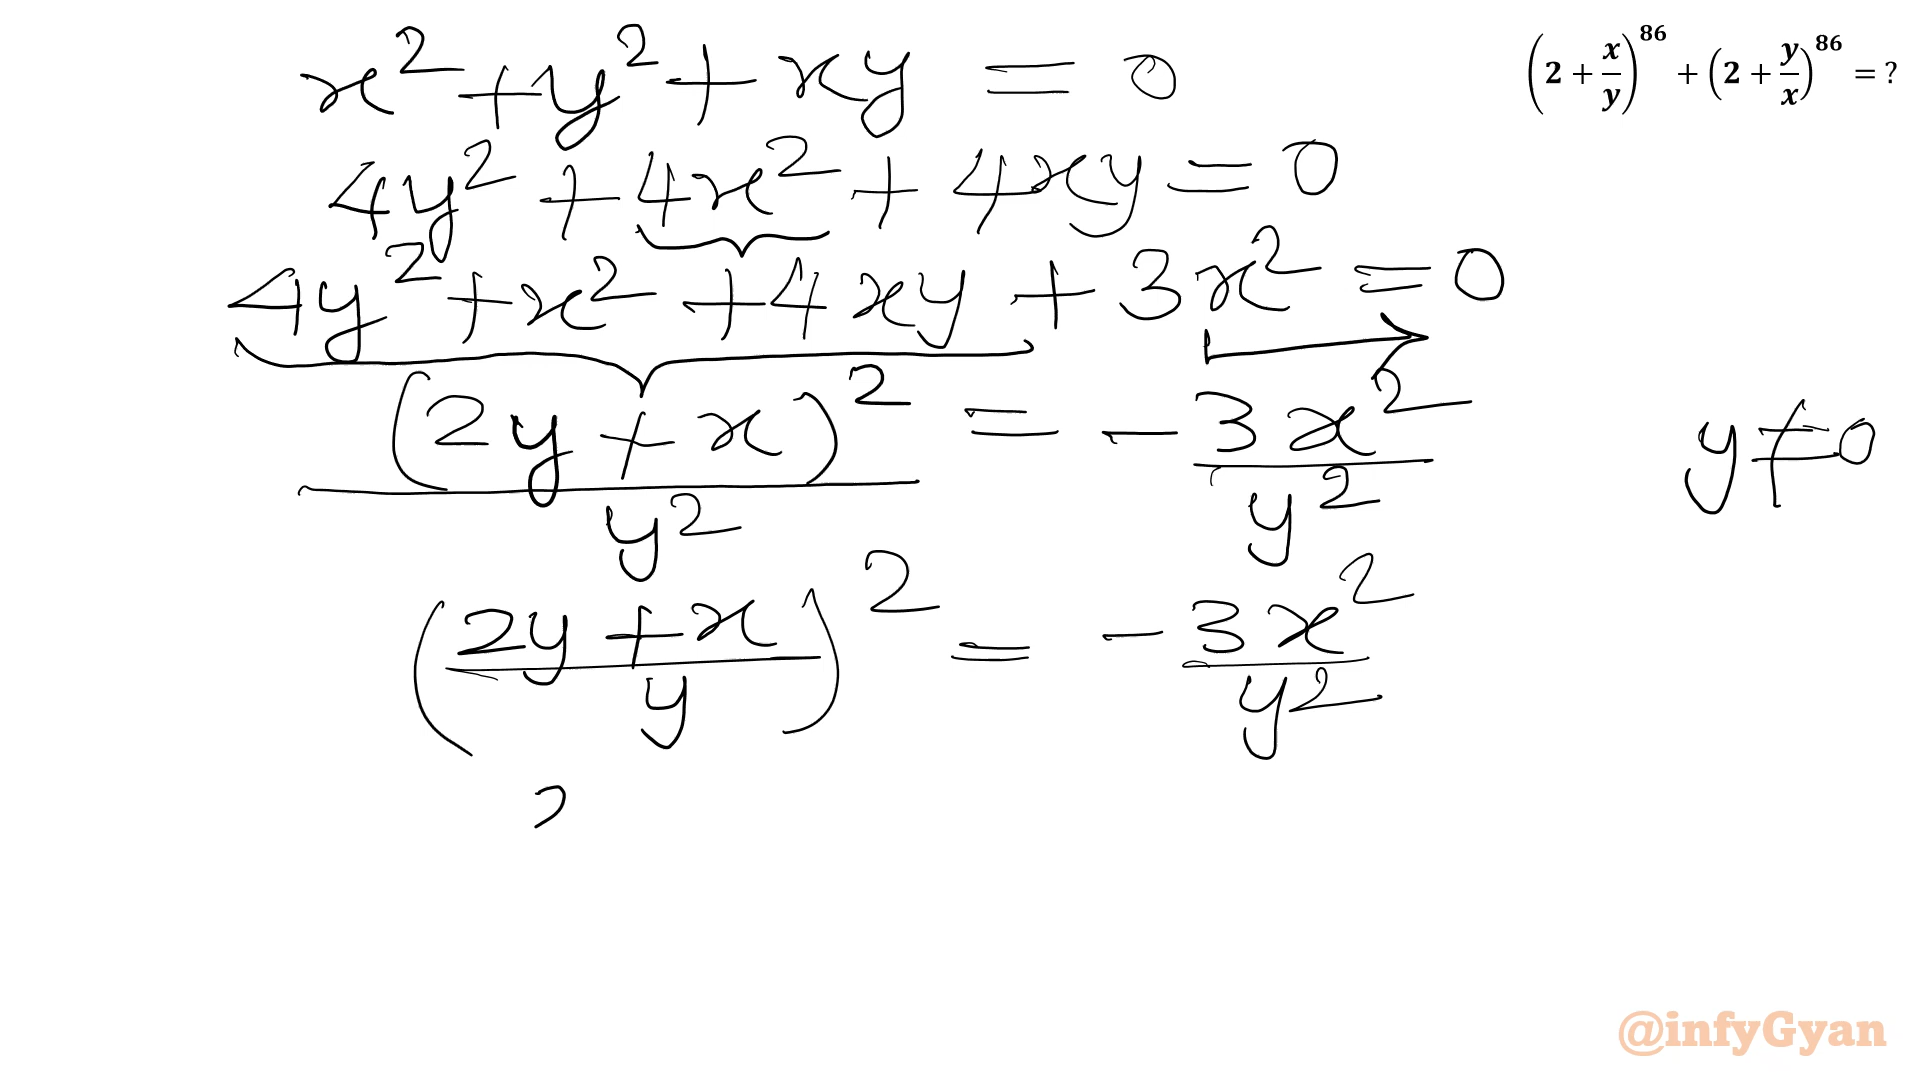 x² + y² + xy = 0
(2 + x/y)^86 + (2 + y/x)^86 = ?
4y² + 4x² + 4xy = 0
4y² + x² + 4xy + 3x² = 0
(2y + x)²/y² = -3x²/y²
y ≠ 0
((2y + x)/y)² = -3x²/y²
@infyGyan